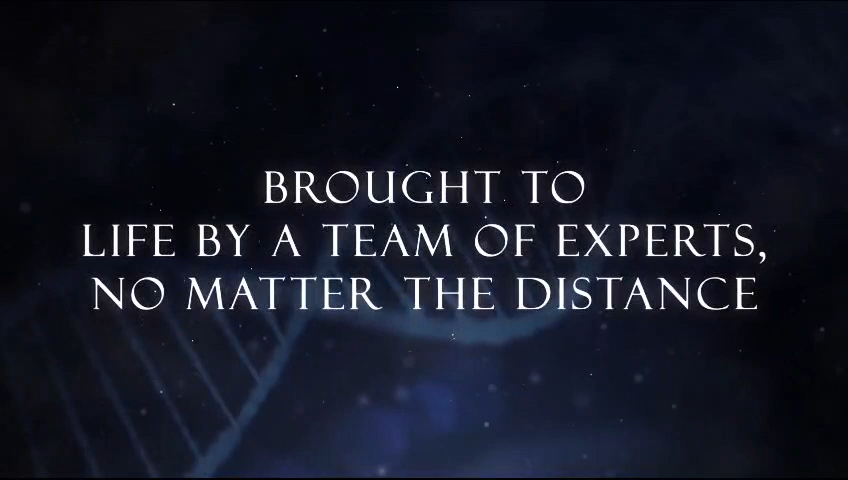 BROUGHT TO
LIFE BY A TEAM OF EXPERTS,
NO MATTER THE DISTANCE